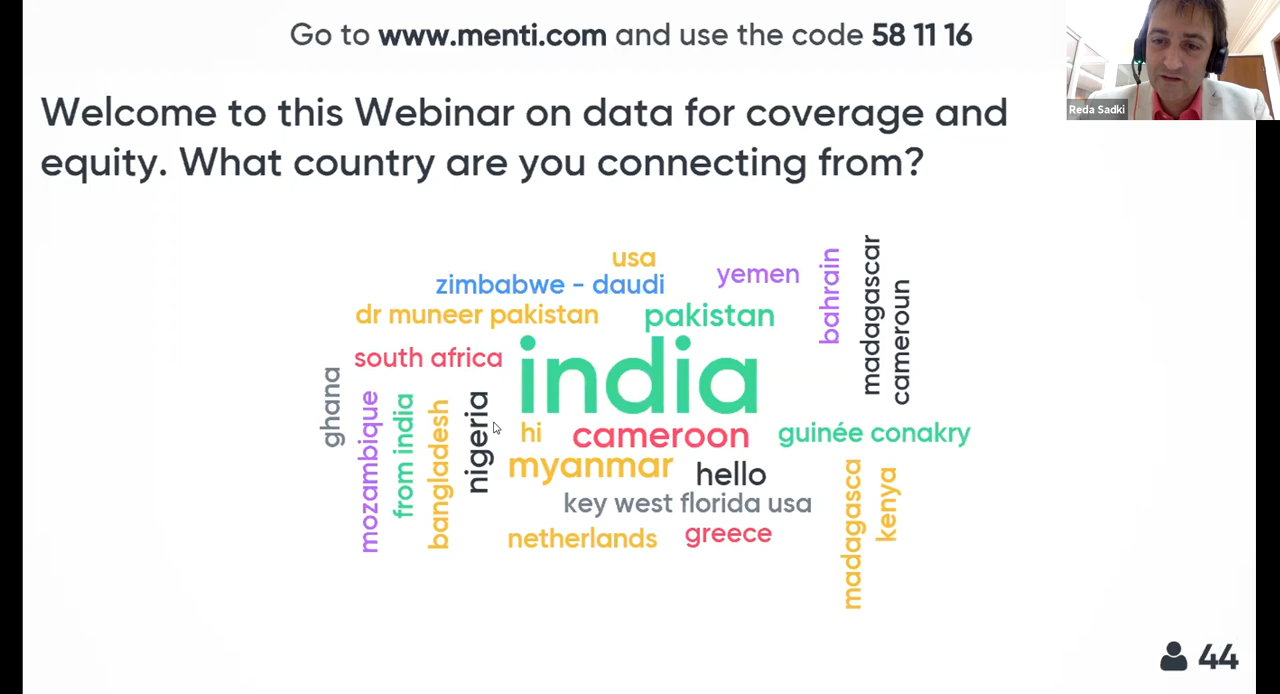 Go to www.menti.com and use the code 58 11 16
Reda Sadki
Welcome to this Webinar on data for coverage and
equity. What country are you connecting from?
usa
zimbabwe - daudi
yemen
bahrain
madagascar
cameroun
dr muneer pakistan
pakistan
south africa
india
ghana
mozambique
from india
bangladesh
nigeria
hi
cameroon
guinée conakry
myanmar
hello
key west florida usa
netherlands
greece
madagasca
kenya
44